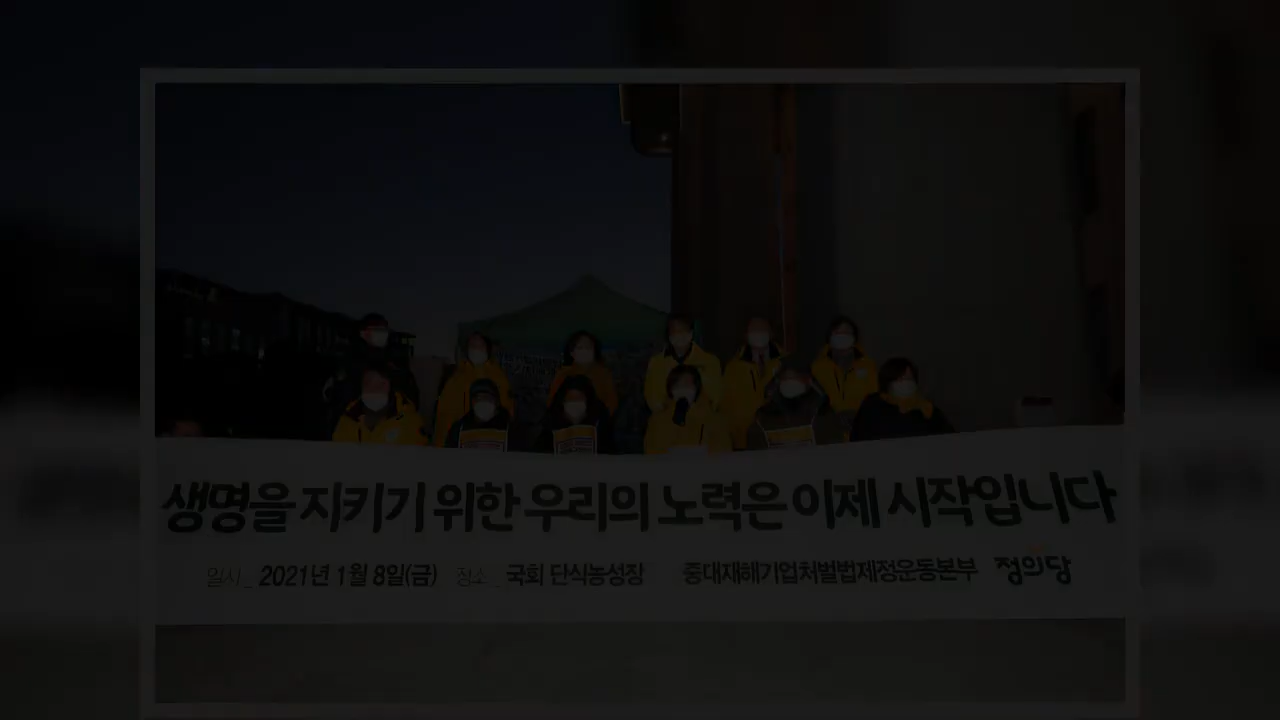 생명을 지키기 위한 우리의 노력은 이제 시작입니다
일시_ 2021년 1월 8일(금) 장소_ 국회 단식농성장 중대재해기업처벌법제정운동본부 정의당